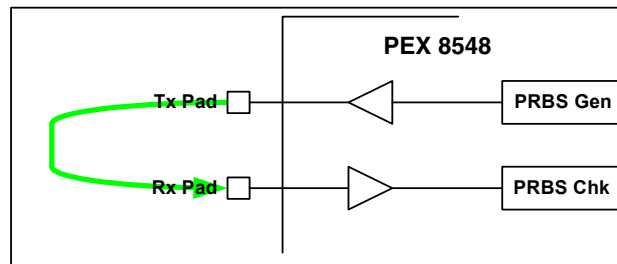 PEX 8548
Tx Pad
PRBS Gen
Rx Pad
PRBS Chk